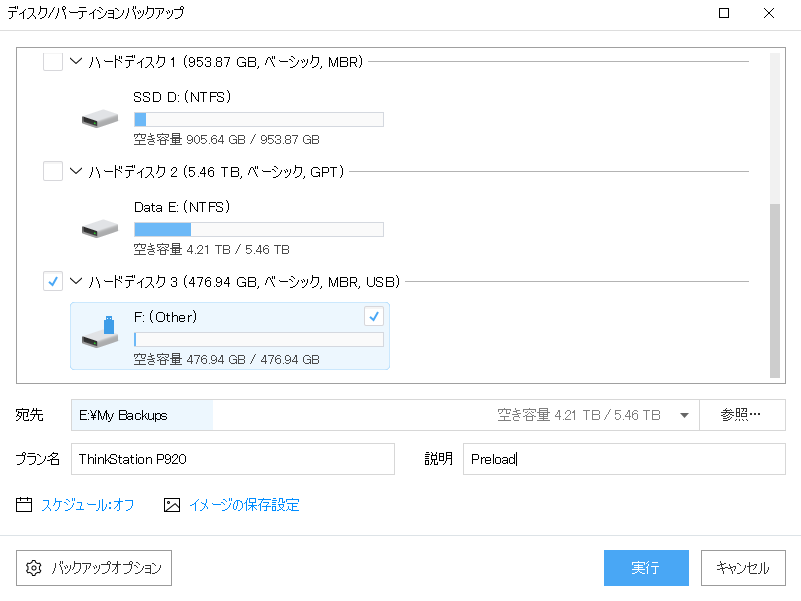 ディスク/パーティションバックアップ
ハードディスク 1 (953.87 GB, ベーシック, MBR)
SSD D: (NTFS)
空き容量 905.64 GB / 953.87 GB
ハードディスク 2 (5.46 TB, ベーシック, GPT)
Data E: (NTFS)
空き容量 4.21 TB / 5.46 TB
ハードディスク 3 (476.94 GB, ベーシック, MBR, USB)
F: (Other)
空き容量 476.94 GB / 476.94 GB
宛先 E:¥My Backups 空き容量 4.21 TB / 5.46 TB 参照…
プラン名 ThinkStation P920 説明 Preload
スケジュール:オフ イメージの保存設定
バックアップオプション 実行 キャンセル